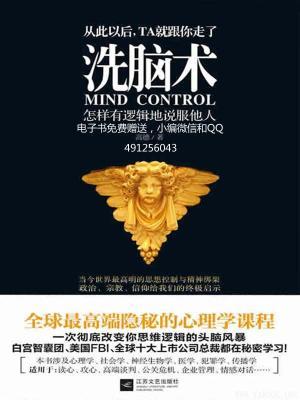 从此以后，TA就跟你走了
洗脑术
MIND CONTROL
怎样有逻辑地说服他人
电子书免费赠送，小编微信和QQ
高德／著
491256043
当今世界最高明的思想控制与精神绑架
政治、宗教、信仰给我们的终极启示
全球最高端隐秘的心理学课程
一次彻底改变你思维逻辑的头脑风暴
白宫智囊团、美国FBI、全球十大上市公司总裁都在秘密学习！
本书涉及心理学、社会学、神经生物学、医学、犯罪学、传播学
适用于：读心、攻心、高端谈判、公关危机、企业管理、情感对话……
江苏文艺出版社